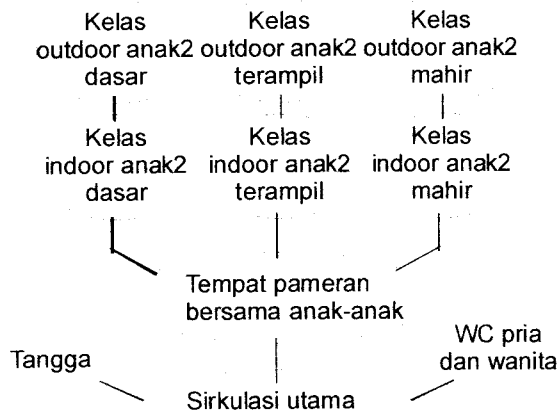 Kelas
outdoor anak2
dasar
Kelas
outdoor anak2
terampil
Kelas
outdoor anak2
mahir
Kelas
indoor anak2
dasar
Kelas
indoor anak2
terampil
Kelas
indoor anak2
mahir
Tempat pameran
bersama anak-anak
Tangga
WC pria
dan wanita
Sirkulasi utama